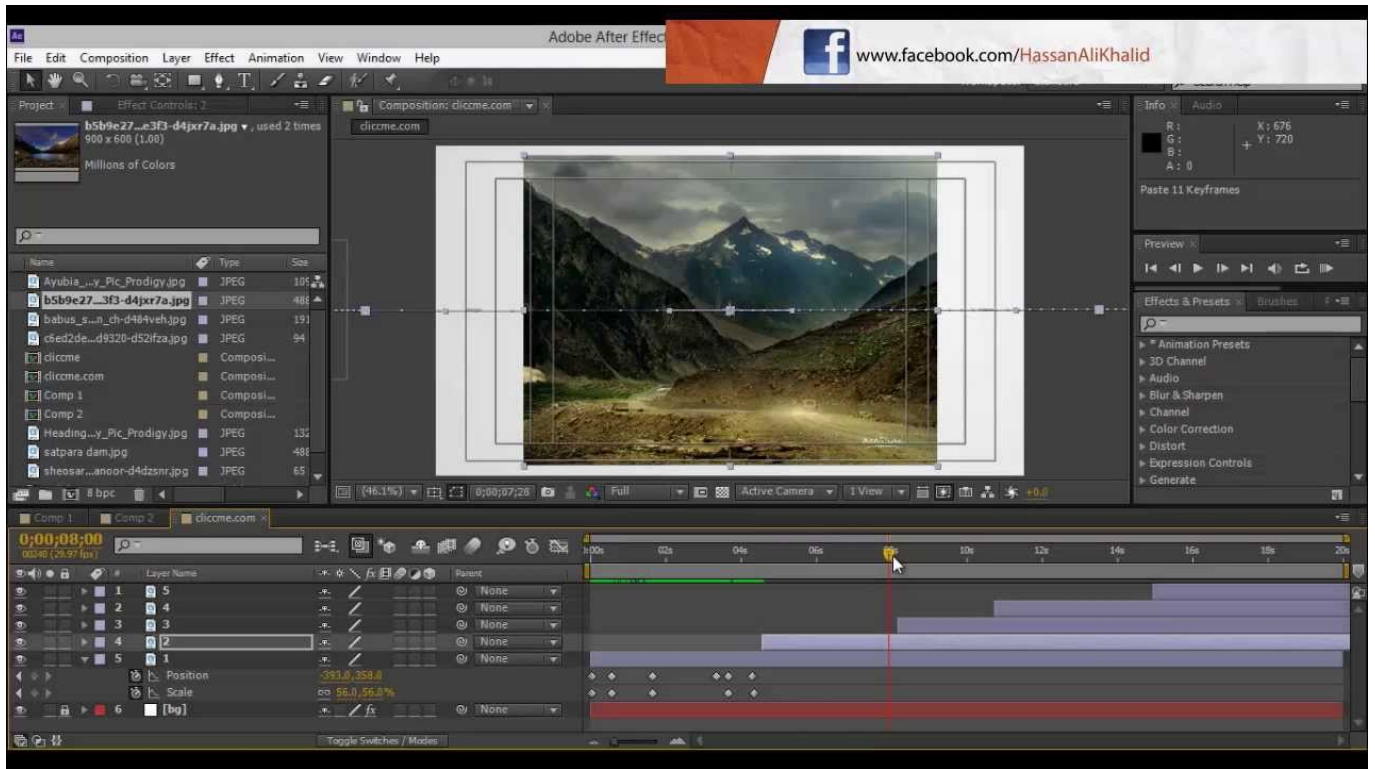 Ae
Adobe After Effect
www.facebook.com/HassanAliKhalid
File Edit Composition Layer Effect Animation View Window Help
Project
Effect Controls: 2
Composition: cliccme.com
cliccme.com
b5b9e27...e3f3-d4jxr7a.jpg , used 2 times
900 x 600 (1.00)
Millions of Colors
Info Audio
R:
G:
B:
A: 0
X: 676
Y: 720
Paste 11 Keyframes
Preview
Effects & Presets Brushes
Name Type Size
Ayubia_...y_Pic_Prodigy.jpg JPEG
b5b9e27...3f3-d4jxr7a.jpg JPEG 488
babus_s...n_ch-d484veh.jpg JPEG 191
c6ed2de...d9320-d52ifza.jpg JPEG 94
cliccme Composi...
cliccme.com Composi...
Comp 1 Composi...
Comp 2 Composi...
Heading...y_Pic_Prodigy.jpg JPEG 132
satpara dam.jpg JPEG 488
sheosar...anoor-d4dzsnr.jpg JPEG 65
* Animation Presets
3D Channel
Audio
Blur & Sharpen
Channel
Color Correction
Distort
Expression Controls
Generate
8 bpc
(46.1%) 0;00;07;28 Full Active Camera 1 View +0.0
Comp 1 Comp 2 cliccme.com
0;00;08;00
00240 (29.97 fps)
02s 04s 06s 10s 12s 14s 16s 18s 20s
# Layer Name Parent
1 5 None
2 4 None
3 3 None
4 2 None
5 1 None
Position -393.0,358.0
Scale 56.0,56.0%
6 [bg] None
Toggle Switches / Modes